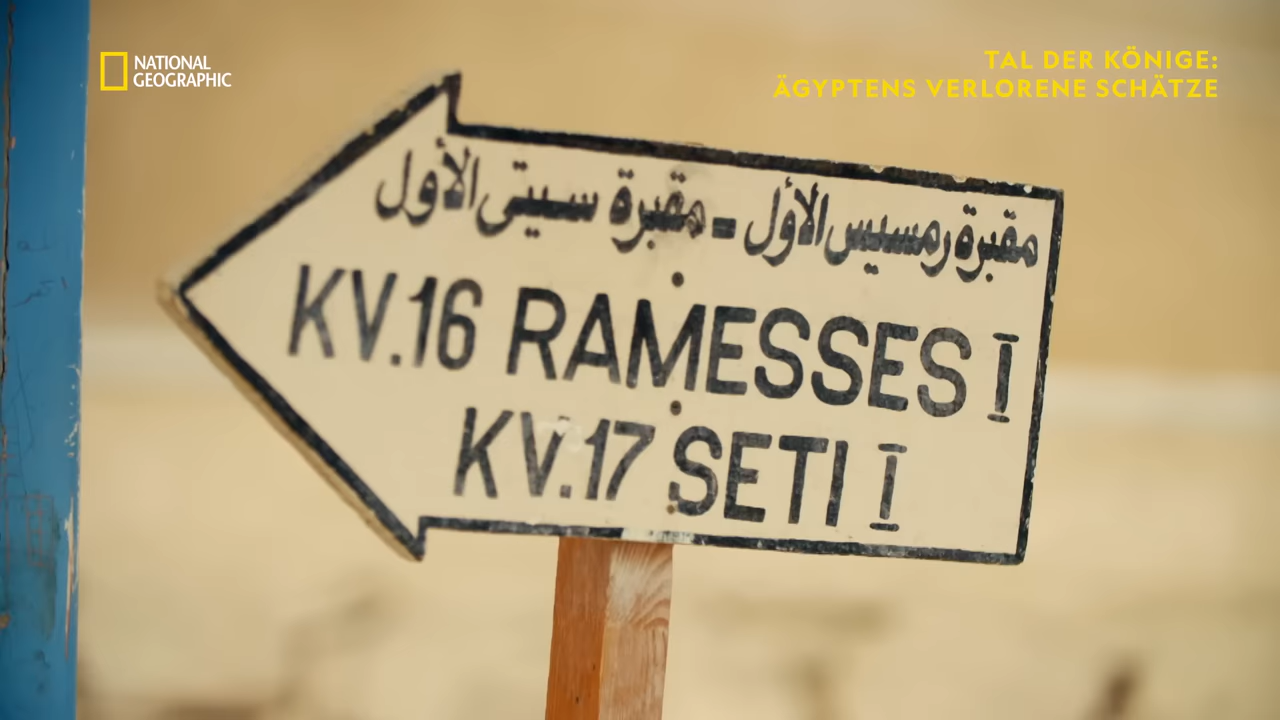 NATIONAL
GEOGRAPHIC
TAL DER KÖNIGE:
ÄGYPTENS VERLORENE SCHÄTZE
مقبرة رمسيس الأول - مقبرة سيتى الأول
KV.16 RAMESSES I
KV.17 SETI I